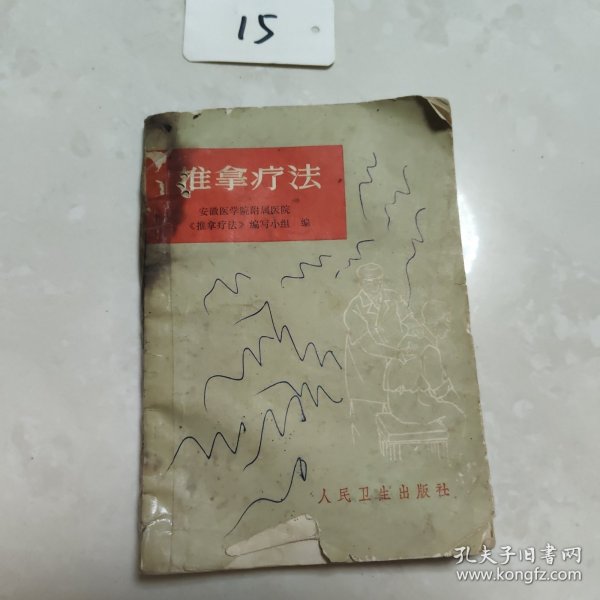 15
推拿疗法
安徽医学院附属医院
《推拿疗法》编写小组 编
人民卫生出版社
孔夫子旧书网
www.kongfz.com